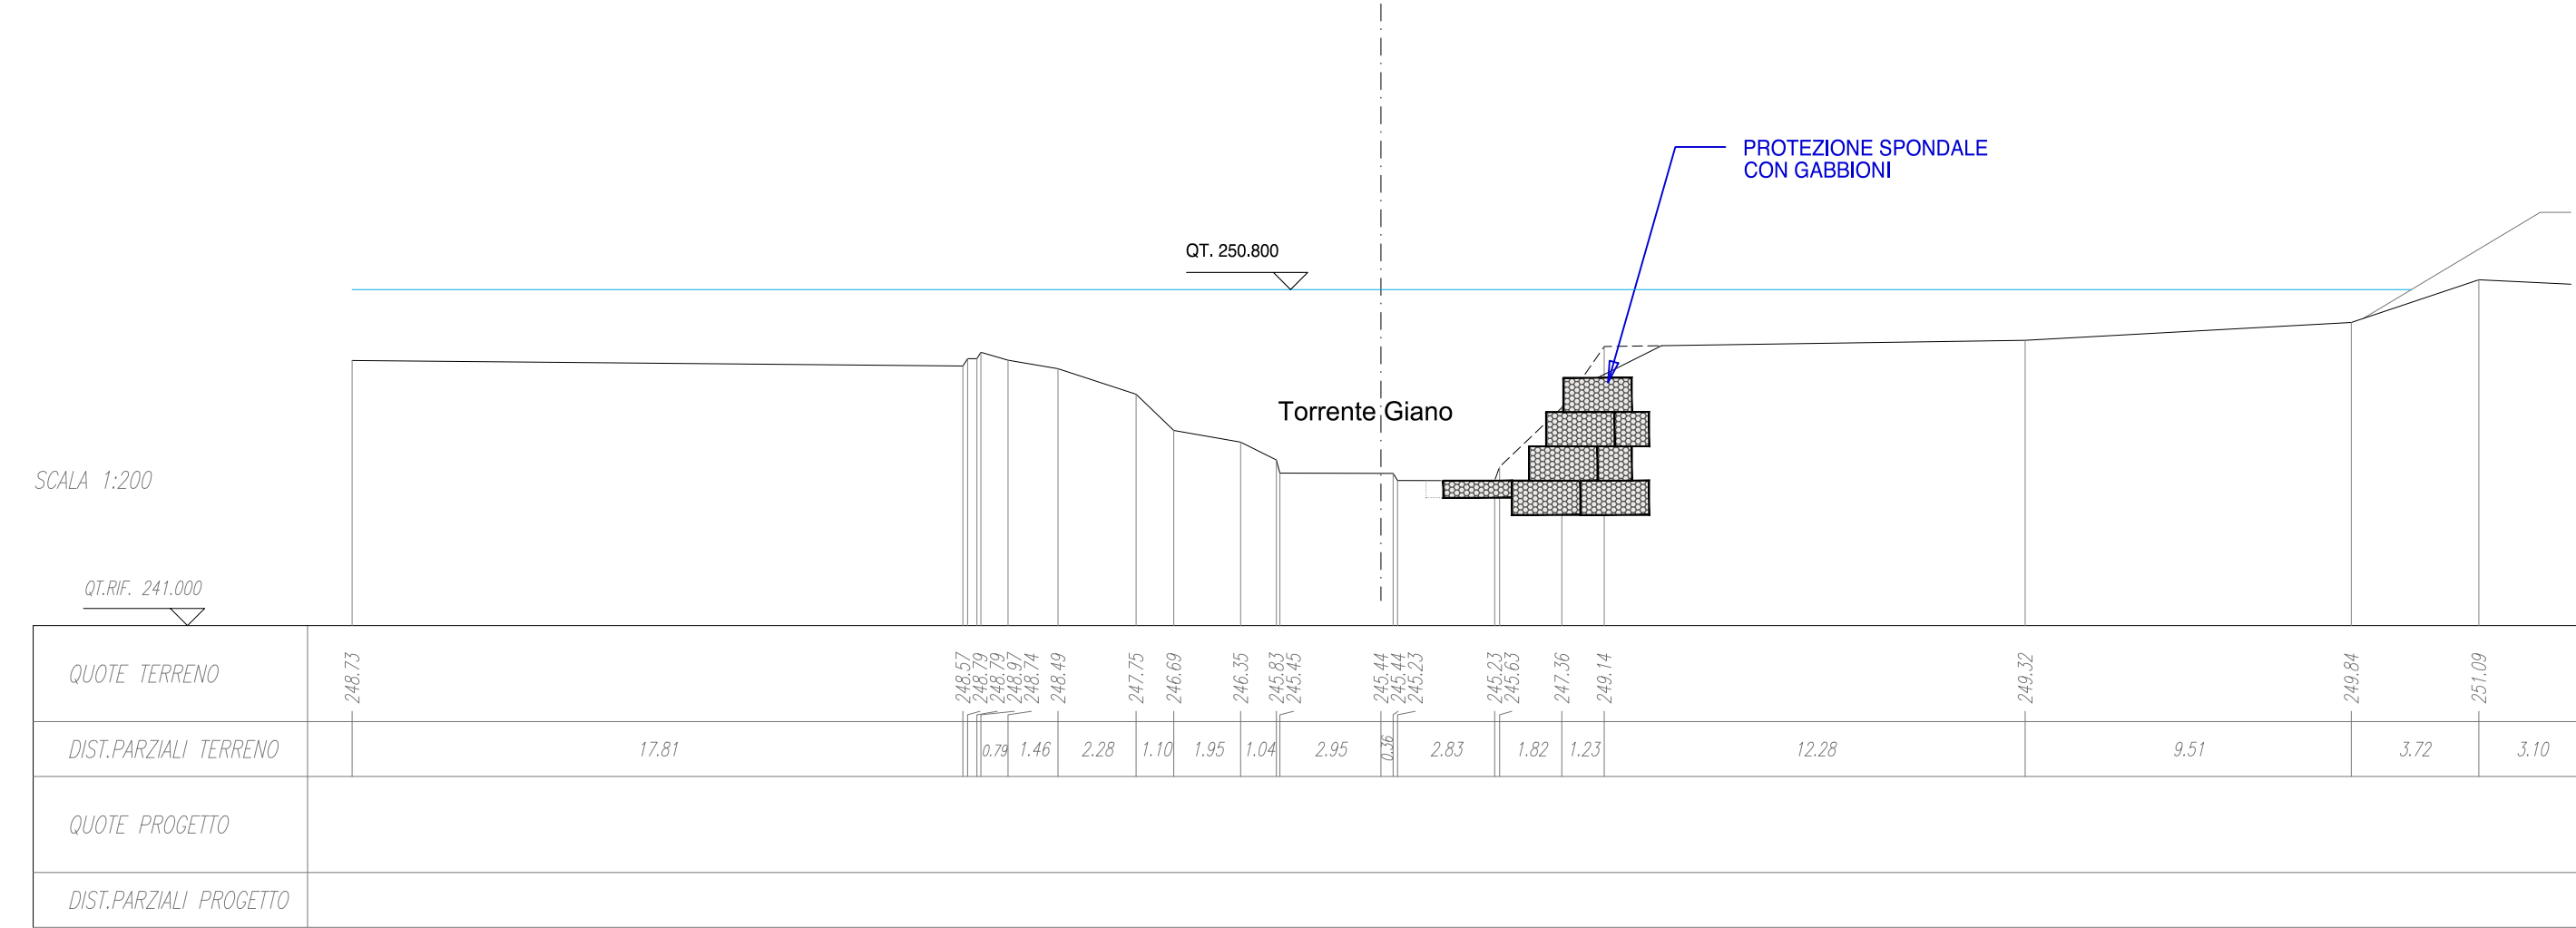 PROTEZIONE SPONDALE
CON GABBIONI
QT. 250.800
Torrente Giano
SCALA 1:200
QT.RIF. 241.000
QUOTE TERRENO 248.73 248.57 248.79 248.79 248.97 248.74 248.49 247.75 246.69 246.35 245.83 245.45 245.44 245.44 245.23 245.23 245.63 247.36 249.14 249.32 249.84 251.09
DIST.PARZIALI TERRENO 17.81 0.79 1.46 2.28 1.10 1.95 1.04 2.95 0.36 2.83 1.82 1.23 12.28 9.51 3.72 3.10
QUOTE PROGETTO
DIST.PARZIALI PROGETTO